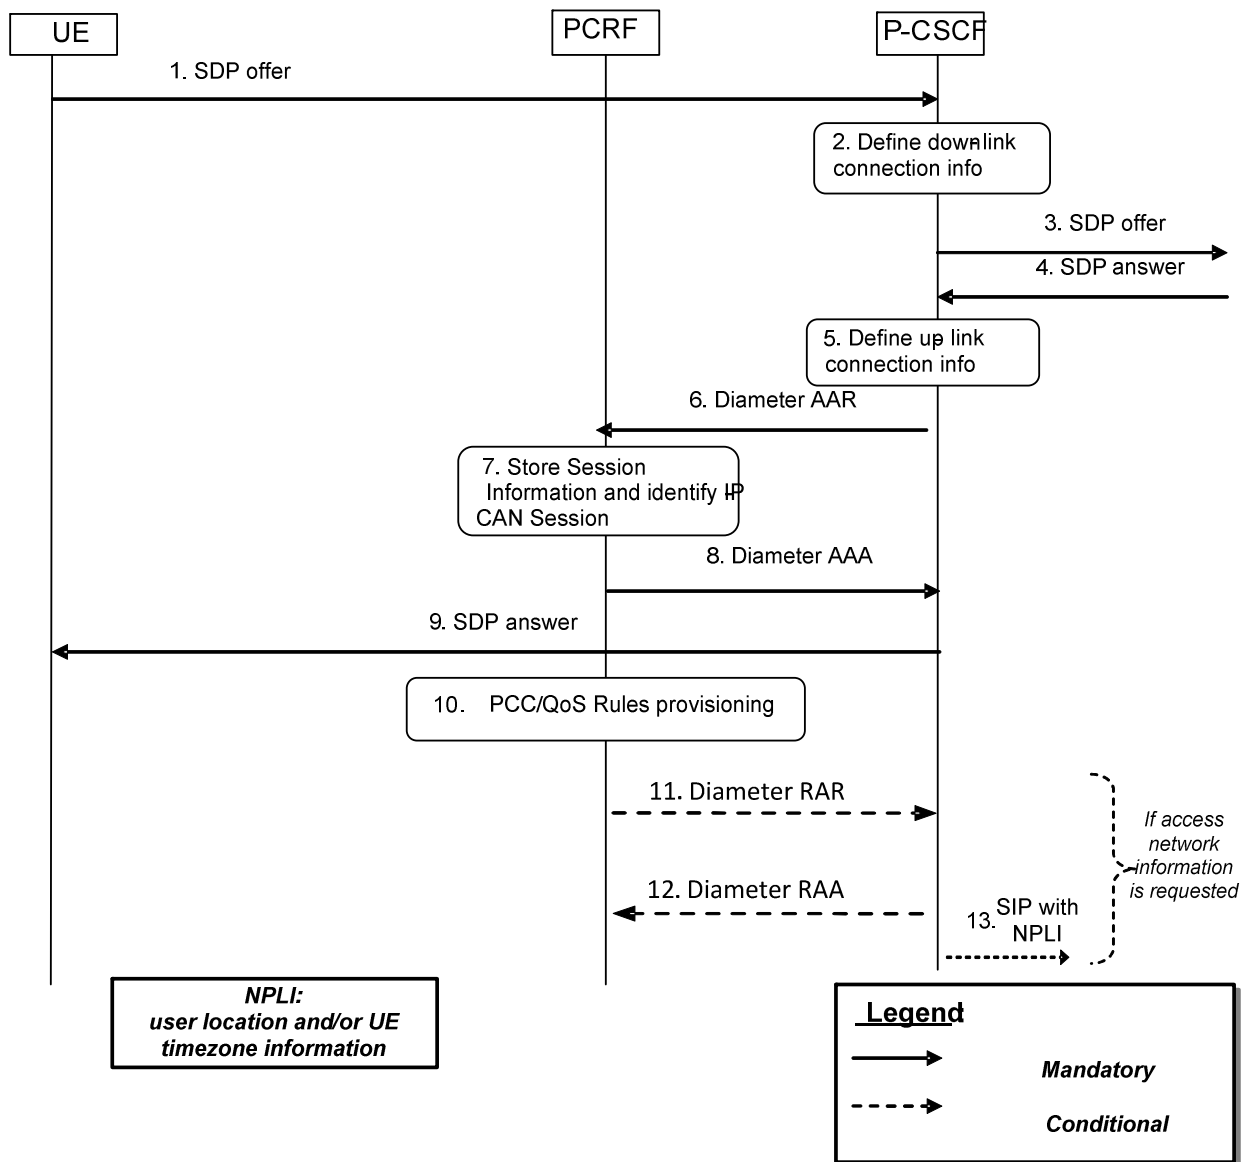 UE
PCRF
P-CSCF
1. SDP offer
2. Define down-link
connection info
3. SDP offer
4. SDP answer
5. Define up-link
connection info
6. Diameter AAR
7. Store Session
Information and identify IP-
CAN Session
8. Diameter AAA
9. SDP answer
10. PCC/QoS Rules provisioning
11. Diameter RAR
If access
network
information
is requested
12. Diameter RAA
13. SIP with
NPLI
NPLI:
user location and/or UE
timezone information
Legend:
Mandatory
Conditional